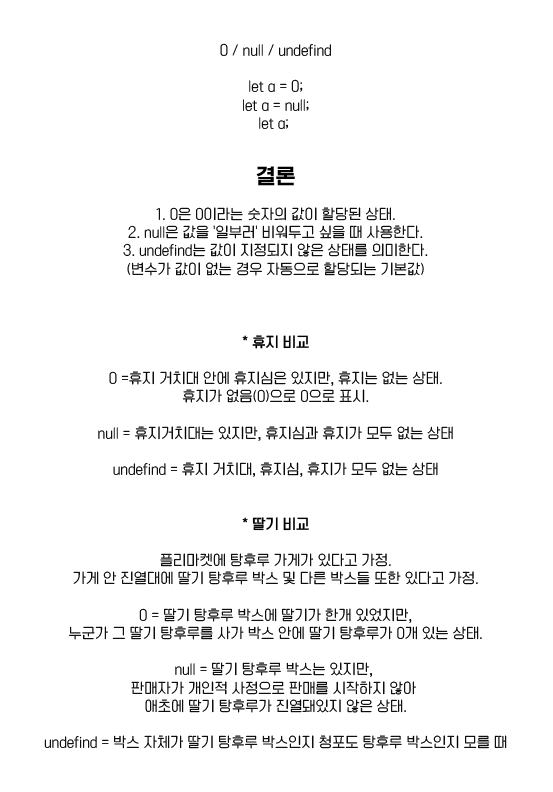 0 / null / undefind
let a = 0;
let a = null;
let a;
결론
1. 0은 0이라는 숫자의 값이 할당된 상태.
2. null은 값을 '일부러' 비워두고 싶을 때 사용한다.
3. undefind는 값이 지정되지 않은 상태를 의미한다.
(변수가 값이 없는 경우 자동으로 할당되는 기본값)
* 휴지 비교
0 =휴지 거치대 안에 휴지심은 있지만, 휴지는 없는 상태.
휴지가 없음(0)으로 0으로 표시.
null = 휴지거치대는 있지만, 휴지심과 휴지가 모두 없는 상태
undefind = 휴지 거치대, 휴지심, 휴지가 모두 없는 상태
* 딸기 비교
플리마켓에 탕후루 가게가 있다고 가정.
가게 안 진열대에 딸기 탕후루 박스 및 다른 박스들 또한 있다고 가정.
0 = 딸기 탕후루 박스에 딸기가 한개 있었지만,
누군가 그 딸기 탕후루를 사가 박스 안에 딸기 탕후루가 0개 있는 상태.
null = 딸기 탕후루 박스는 있지만,
판매자가 개인적 사정으로 판매를 시작하지 않아
애초에 딸기 탕후루가 진열돼있지 않은 상태.
undefind = 박스 자체가 딸기 탕후루 박스인지 청포도 탕후루 박스인지 모를 때